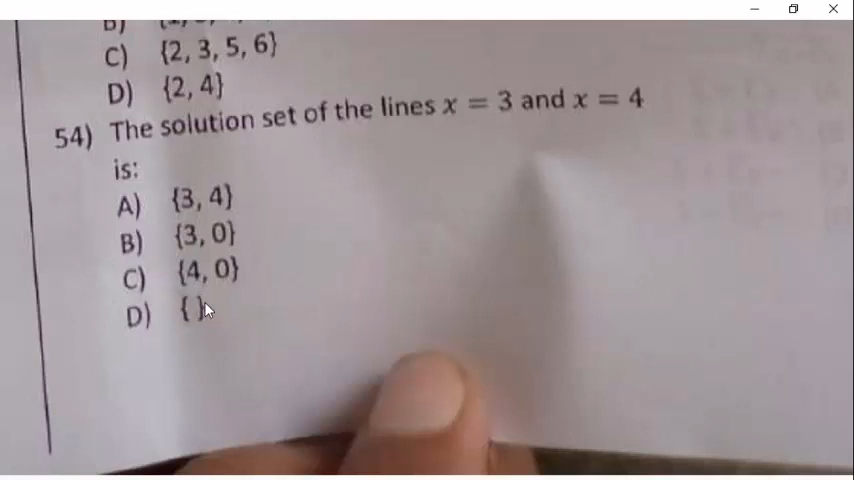 C) {2, 3, 5, 6}
D) {2, 4}
54) The solution set of the lines x = 3 and x = 4
is:
A) {3, 4}
B) {3, 0}
C) {4, 0}
D) { }